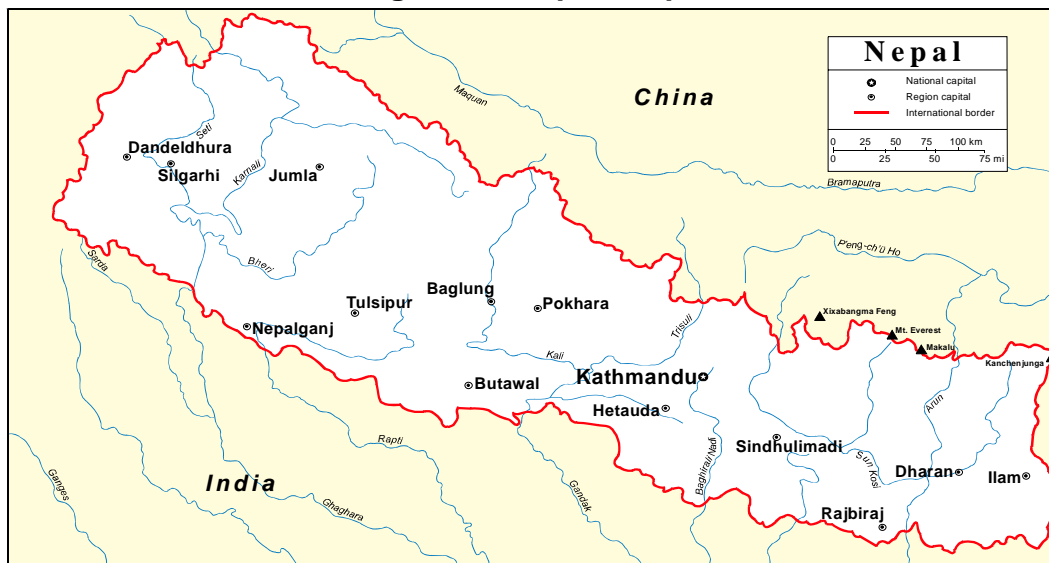 Nepal
National capital
Region capital
International border
0 25 50 75 100 km
0 25 50 75 mi
China
Maquan
Bramaputra
Seti
Dandeldhura
Silgarhi
Karnali
Jumla
P'eng-ch'ü Ho
Sarda
Bheri
Baglung
Tulsipur
Pokhara
Nepalganj
Trisuli
Xixabangma Feng
Mt. Everest
Makalu
Kanchenjunga
Kali
Kathmandu
Butawal
Hetauda
Arun
Sindhulimadi
Rapti
Baghirati Nadi
Sun Kosi
Dharan
Ilam
Ganges
India
Gandak
Ghaghara
Rajbiraj